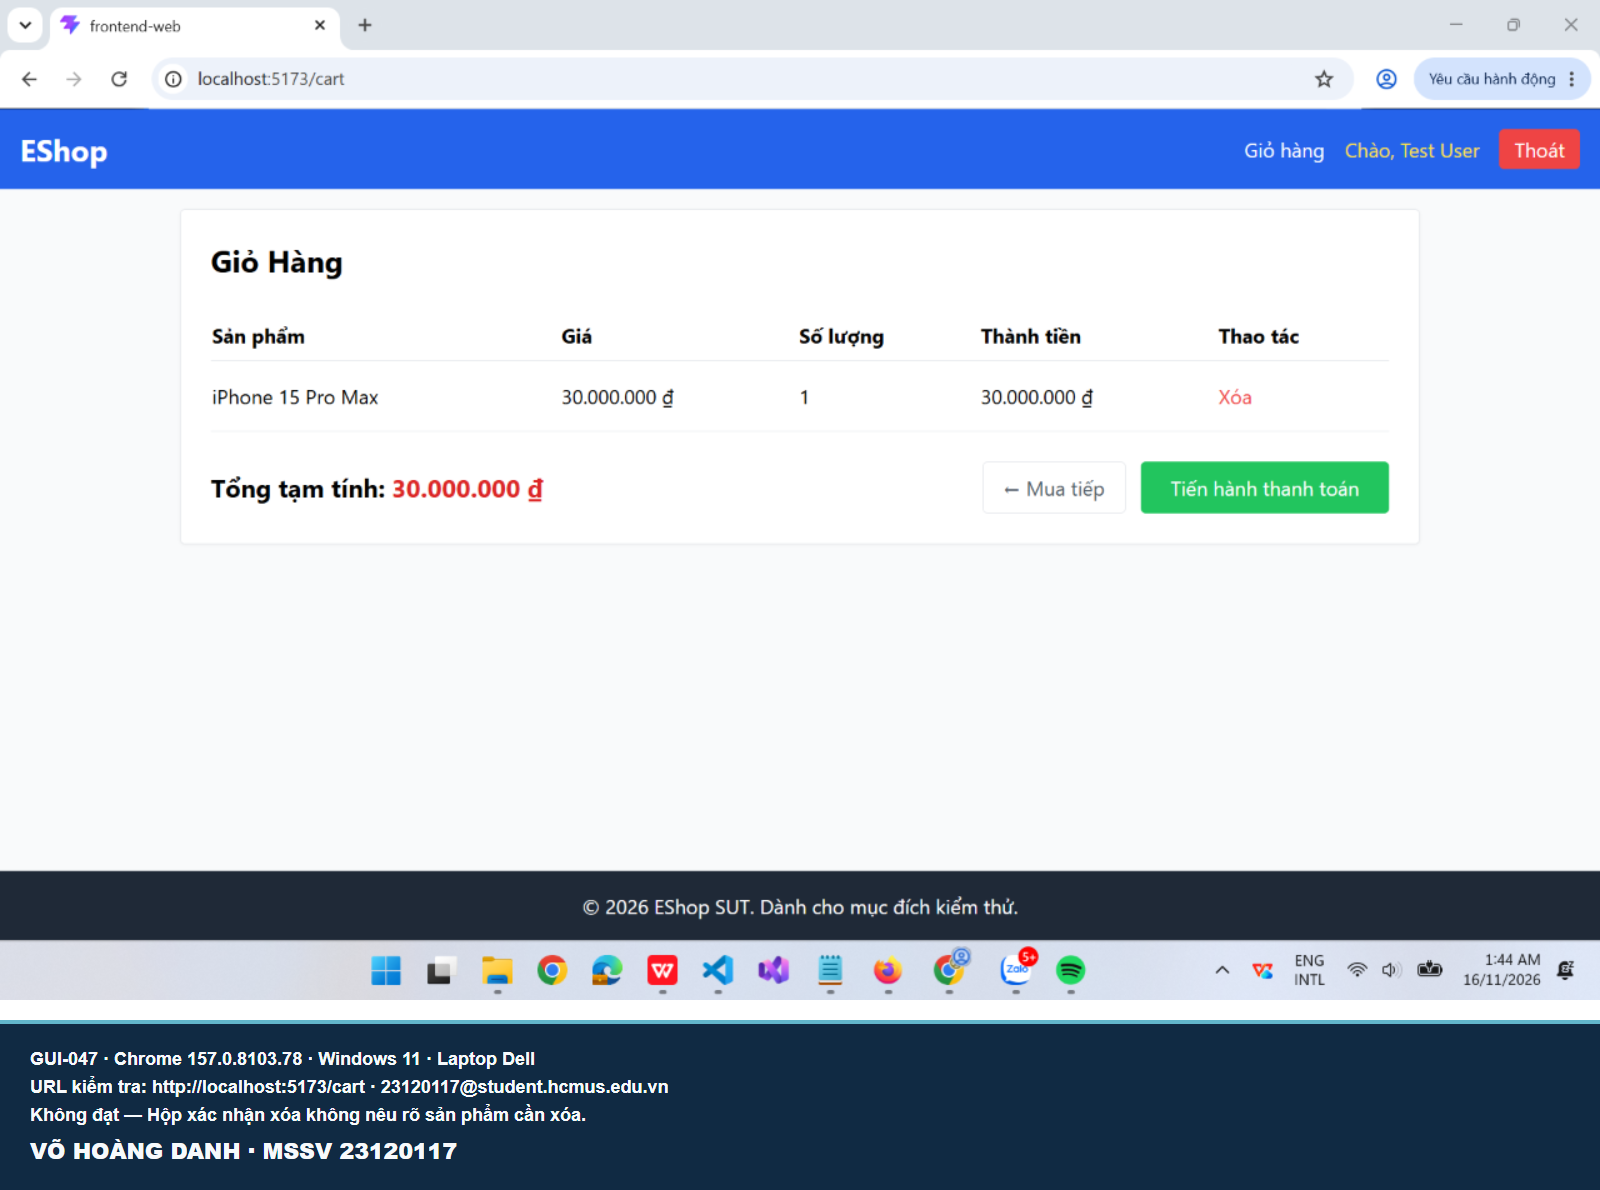 frontend-web
localhost:5173/cart
Yêu cầu hành động
EShop
Giỏ hàng
Chào, Test User
Thoát
Giỏ Hàng
Sản phẩm Giá Số lượng Thành tiền Thao tác
iPhone 15 Pro Max 30.000.000 ₫ 1 30.000.000 ₫ Xóa
Tổng tạm tính: 30.000.000 ₫
← Mua tiếp
Tiến hành thanh toán
© 2026 EShop SUT. Dành cho mục đích kiểm thử.
Zalo
5+
ENG
INTL
1:44 AM
16/11/2026
GUI-047 · Chrome 157.0.8103.78 · Windows 11 · Laptop Dell
URL kiểm tra: http://localhost:5173/cart · 23120117@student.hcmus.edu.vn
Không đạt — Hộp xác nhận xóa không nêu rõ sản phẩm cần xóa.
VÕ HOÀNG DANH · MSSV 23120117